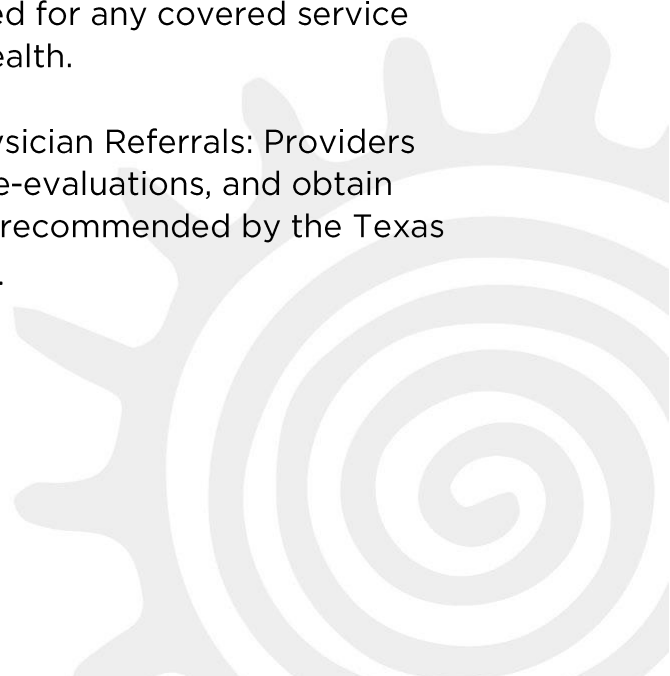 ed for any covered service
ealth.
ysician Referrals: Providers
e-evaluations, and obtain
recommended by the Texas
.